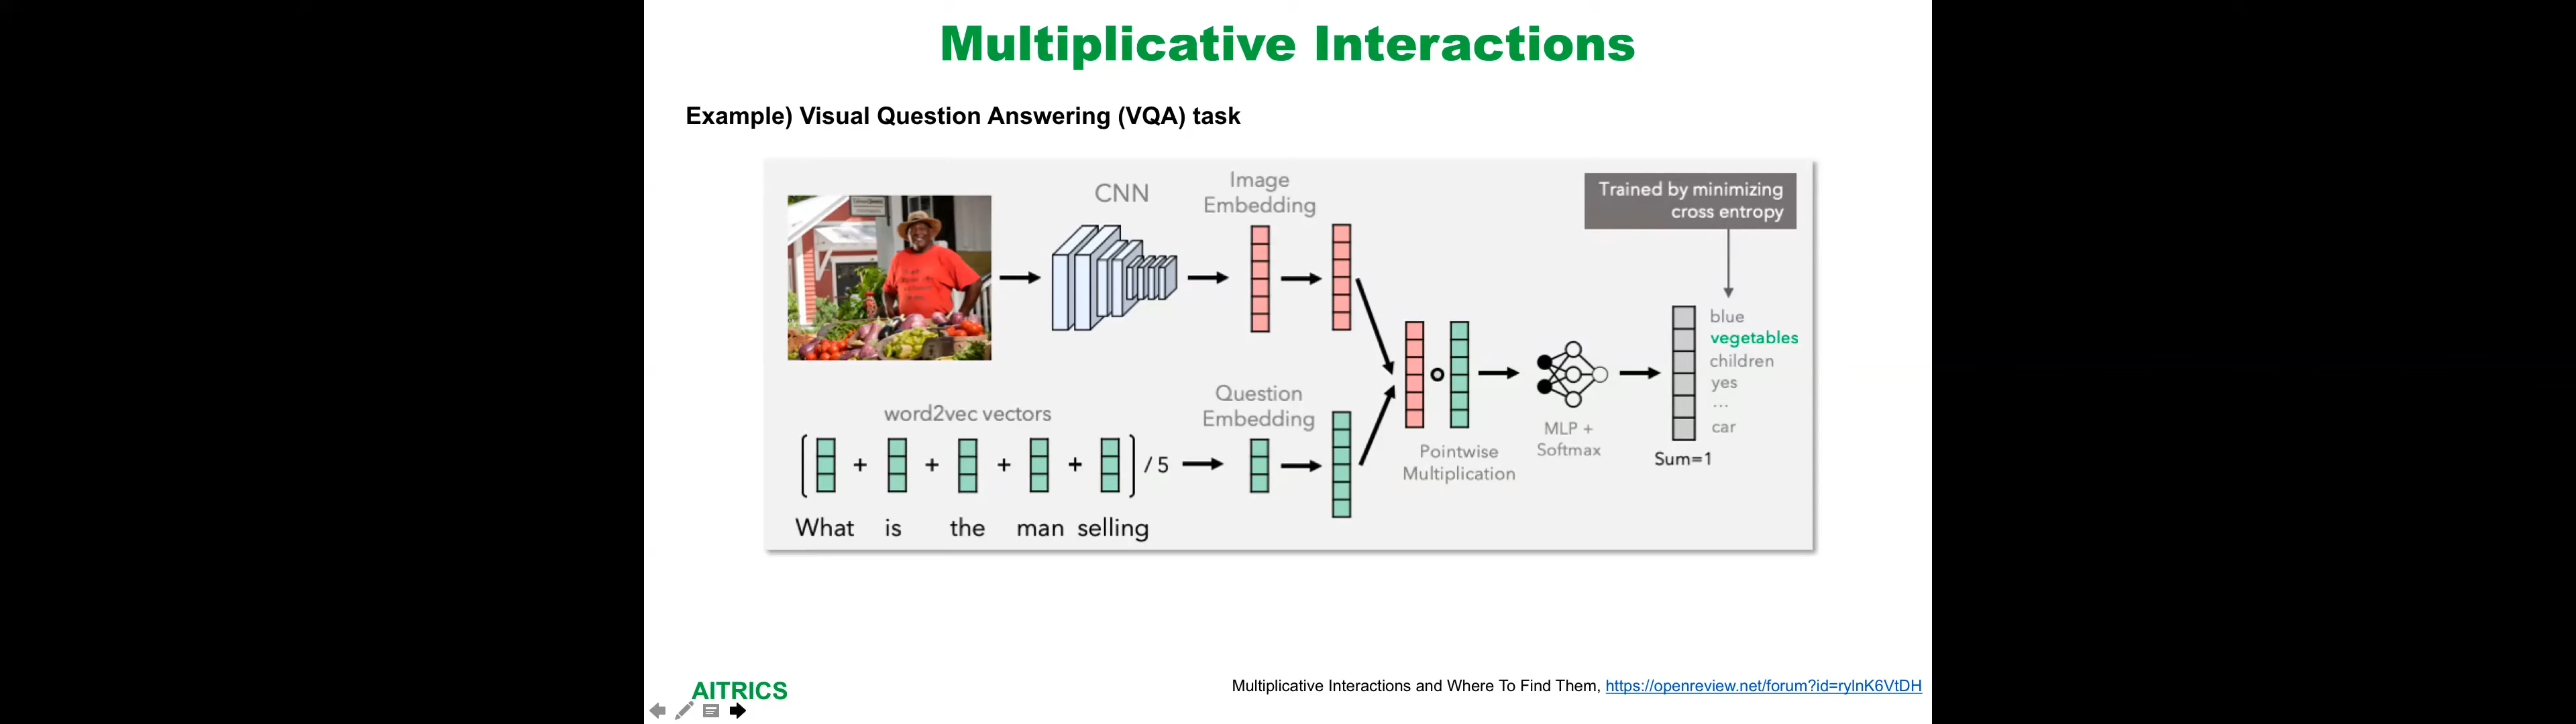 Multiplicative Interactions
Example) Visual Question Answering (VQA) task
CNN
Image
Embedding
Trained by minimizing
cross entropy
blue
vegetables
children
yes
...
car
Sum=1
MLP +
Softmax
Pointwise
Multiplication
Question
Embedding
word2vec vectors
+ + + + / 5
What is the man selling
AITRICS
Multiplicative Interactions and Where To Find Them, https://openreview.net/forum?id=rylnK6VtDH